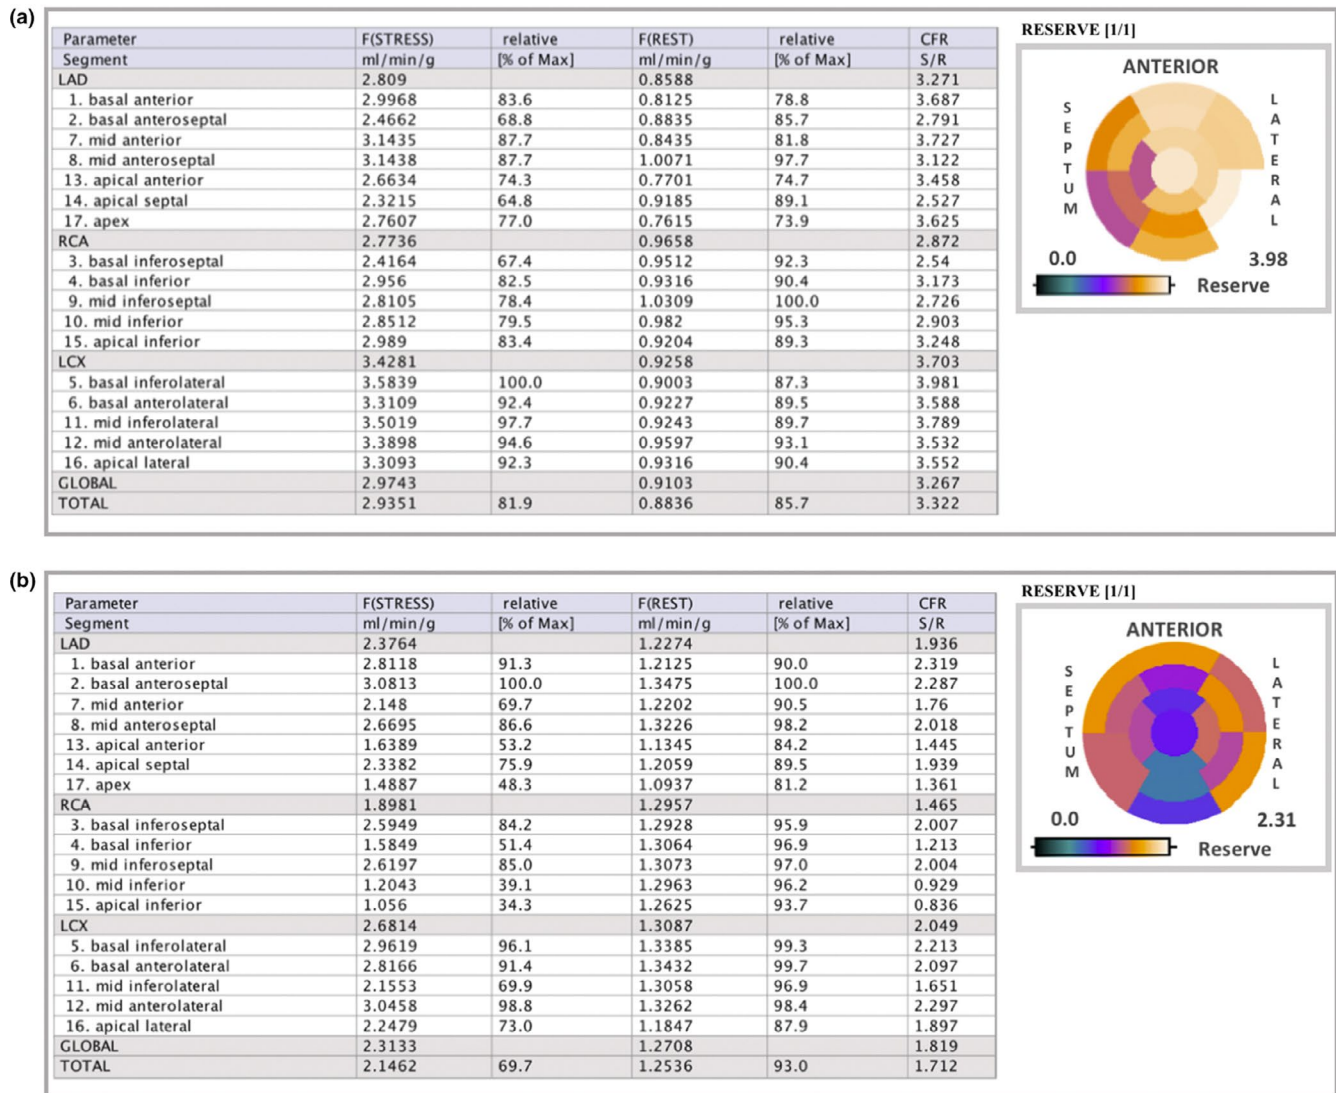 (a)
Parameter F(STRESS) relative F(REST) relative CFR
Segment ml/min/g [% of Max] ml/min/g [% of Max] S/R
LAD 2.809 0.8588 3.271
1. basal anterior 2.9968 83.6 0.8125 78.8 3.687
2. basal anteroseptal 2.4662 68.8 0.8835 85.7 2.791
7. mid anterior 3.1435 87.7 0.8435 81.8 3.727
8. mid anteroseptal 3.1438 87.7 1.0071 97.7 3.122
13. apical anterior 2.6634 74.3 0.7701 74.7 3.458
14. apical septal 2.3215 64.8 0.9185 89.1 2.527
17. apex 2.7607 77.0 0.7615 73.9 3.625
RCA 2.7736 0.9658 2.872
3. basal inferoseptal 2.4164 67.4 0.9512 92.3 2.54
4. basal inferior 2.956 82.5 0.9316 90.4 3.173
9. mid inferoseptal 2.8105 78.4 1.0309 100.0 2.726
10. mid inferior 2.8512 79.5 0.982 95.3 2.903
15. apical inferior 2.989 83.4 0.9204 89.3 3.248
LCX 3.4281 0.9258 3.703
5. basal inferolateral 3.5839 100.0 0.9003 87.3 3.981
6. basal anterolateral 3.3109 92.4 0.9227 89.5 3.588
11. mid inferolateral 3.5019 97.7 0.9243 89.7 3.789
12. mid anterolateral 3.3898 94.6 0.9597 93.1 3.532
16. apical lateral 3.3093 92.3 0.9316 90.4 3.552
GLOBAL 2.9743 0.9103 3.267
TOTAL 2.9351 81.9 0.8836 85.7 3.322
RESERVE [1/1]
ANTERIOR
SEPTUM
LATERAL
0.0 3.98
Reserve
(b)
Parameter F(STRESS) relative F(REST) relative CFR
Segment ml/min/g [% of Max] ml/min/g [% of Max] S/R
LAD 2.3764 1.2274 1.936
1. basal anterior 2.8118 91.3 1.2125 90.0 2.319
2. basal anteroseptal 3.0813 100.0 1.3475 100.0 2.287
7. mid anterior 2.148 69.7 1.2202 90.5 1.76
8. mid anteroseptal 2.6695 86.6 1.3226 98.2 2.018
13. apical anterior 1.6389 53.2 1.1345 84.2 1.445
14. apical septal 2.3382 75.9 1.2059 89.5 1.939
17. apex 1.4887 48.3 1.0937 81.2 1.361
RCA 1.8981 1.2957 1.465
3. basal inferoseptal 2.5949 84.2 1.2928 95.9 2.007
4. basal inferior 1.5849 51.4 1.3064 96.9 1.213
9. mid inferoseptal 2.6197 85.0 1.3073 97.0 2.004
10. mid inferior 1.2043 39.1 1.2963 96.2 0.929
15. apical inferior 1.056 34.3 1.2625 93.7 0.836
LCX 2.6814 1.3087 2.049
5. basal inferolateral 2.9619 96.1 1.3385 99.3 2.213
6. basal anterolateral 2.8166 91.4 1.3432 99.7 2.097
11. mid inferolateral 2.1553 69.9 1.3058 96.9 1.651
12. mid anterolateral 3.0458 98.8 1.3262 98.4 2.297
16. apical lateral 2.2479 73.0 1.1847 87.9 1.897
GLOBAL 2.3133 1.2708 1.819
TOTAL 2.1462 69.7 1.2536 93.0 1.712
RESERVE [1/1]
ANTERIOR
SEPTUM
LATERAL
0.0 2.31
Reserve